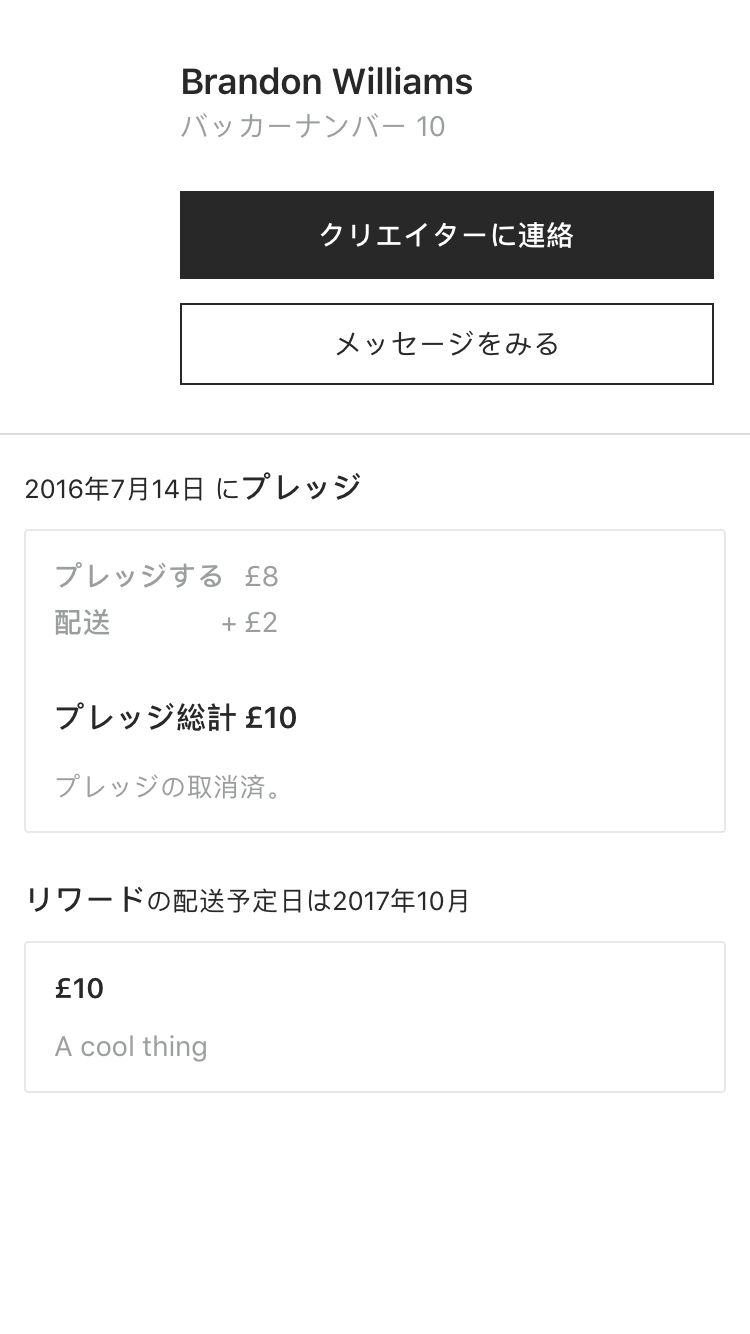 Brandon Williams
バッカーナンバー 10
クリエイターに連絡
メッセージをみる
2016年7月14日 にプレッジ
プレッジする £8
配送 + £2
プレッジ総計 £10
プレッジの取消済。
リワードの配送予定日は2017年10月
£10
A cool thing